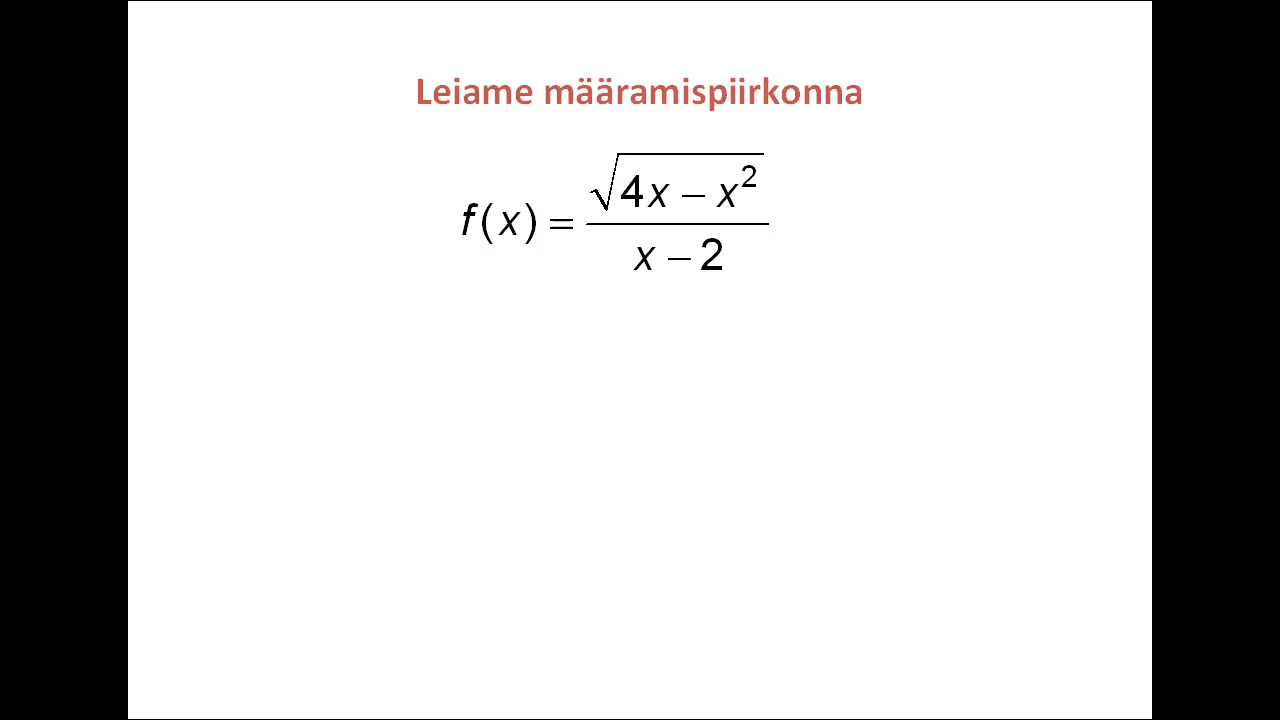 Leiame määramispiirkonna
f(x) = √(4x − x²) / (x − 2)